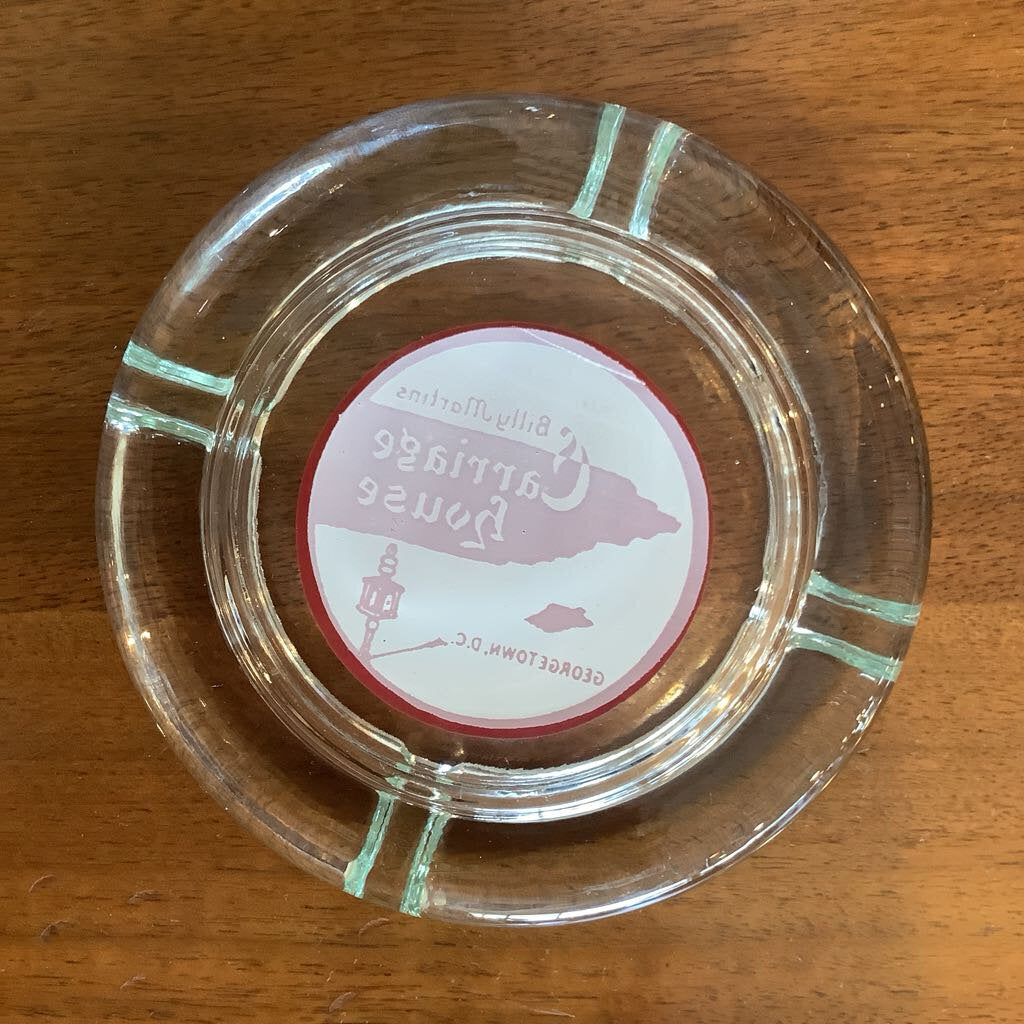 Billy Martins
Carriage
house
GEORGETOWN, D.C.